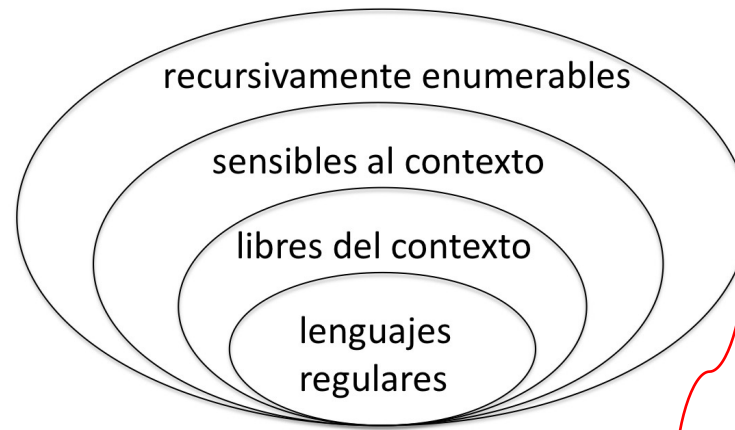 recursivamente enumerables
sensibles al contexto
libres del contexto
lenguajes
regulares